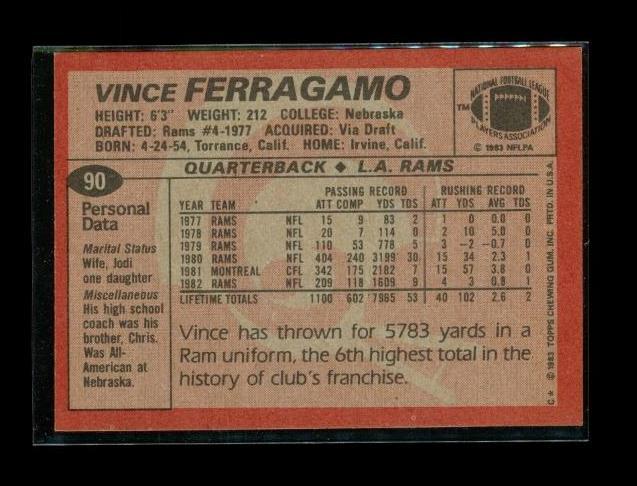 VINCE FERRAGAMO
HEIGHT: 6'3" WEIGHT: 212 COLLEGE: Nebraska
DRAFTED: Rams #4-1977 ACQUIRED: Via Draft
BORN: 4-24-54, Torrance, Calif. HOME: Irvine, Calif.
NATIONAL FOOTBALL LEAGUE
PLAYERS ASSOCIATION
TM
© 1983 NFLPA
QUARTERBACK ◆ L.A. RAMS
90
Personal
Data
Marital Status
Wife, Jodi
one daughter
Miscellaneous
His high school
coach was his
brother, Chris.
Was All-
American at
Nebraska.
PASSING RECORD RUSHING RECORD
YEAR TEAM ATT COMP YDS TDS ATT YDS AVG TDS
1977 RAMS NFL 15 9 83 2 1 0 0.0 0
1978 RAMS NFL 20 7 114 0 2 10 5.0 0
1979 RAMS NFL 110 53 778 5 3 -2 -0.7 0
1980 RAMS NFL 404 240 3199 30 15 34 2.3 1
1981 MONTREAL CFL 342 175 2182 7 15 57 3.8 0
1982 RAMS NFL 209 118 1609 9 4 3 0.8 1
LIFETIME TOTALS 1100 602 7965 53 40 102 2.6 2
Vince has thrown for 5783 yards in a
Ram uniform, the 6th highest total in the
history of club's franchise.
C* © 1983 TOPPS CHEWING GUM, INC. PRTD. IN U.S.A.